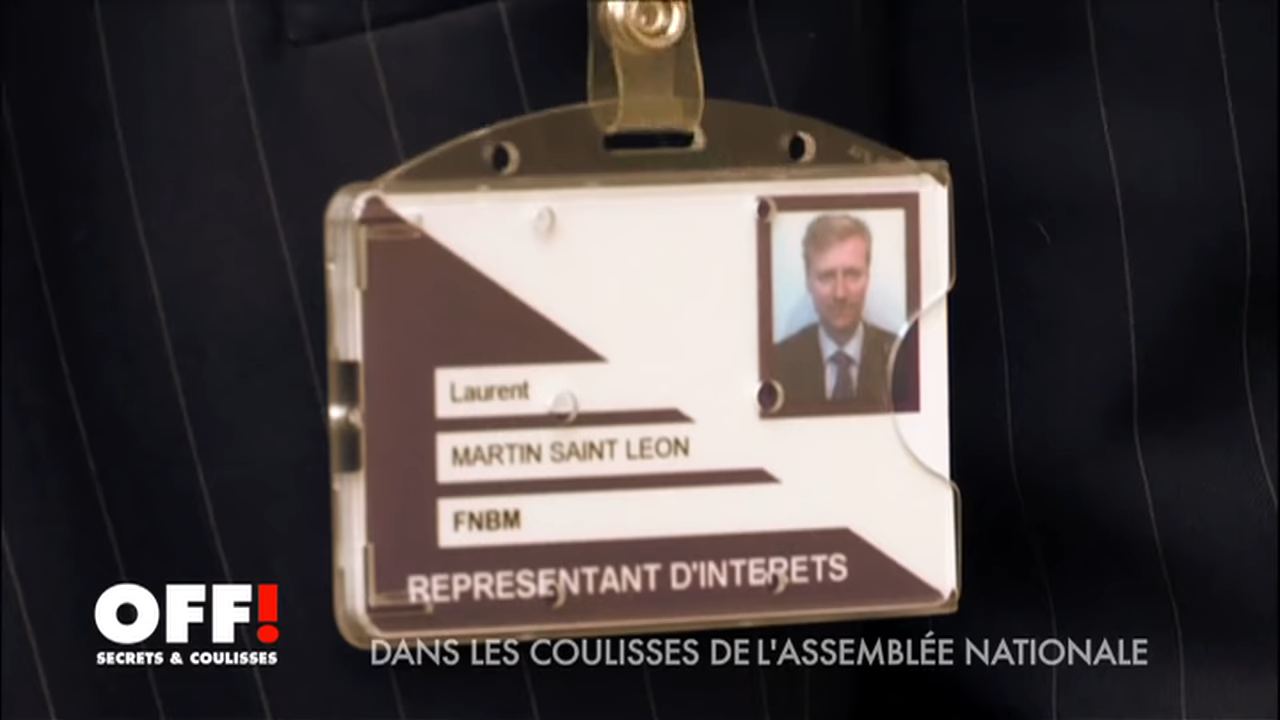 Laurent
MARTIN SAINT LEON
FNBM
REPRESENTANT D'INTERETS
OFF!
SECRETS & COULISSES
DANS LES COULISSES DE L'ASSEMBLÉE NATIONALE